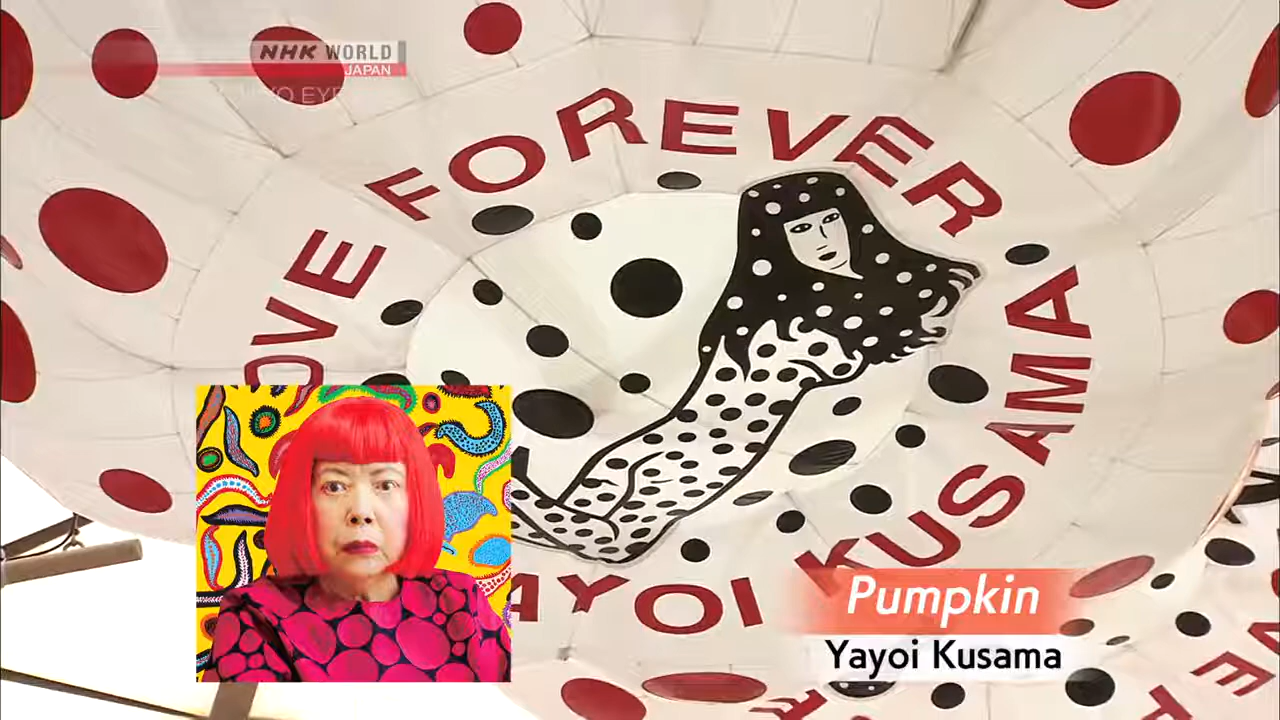 NHK WORLD
JAPAN
OVE FOREVER
YAYOI KUSAMA
Pumpkin
Yayoi Kusama